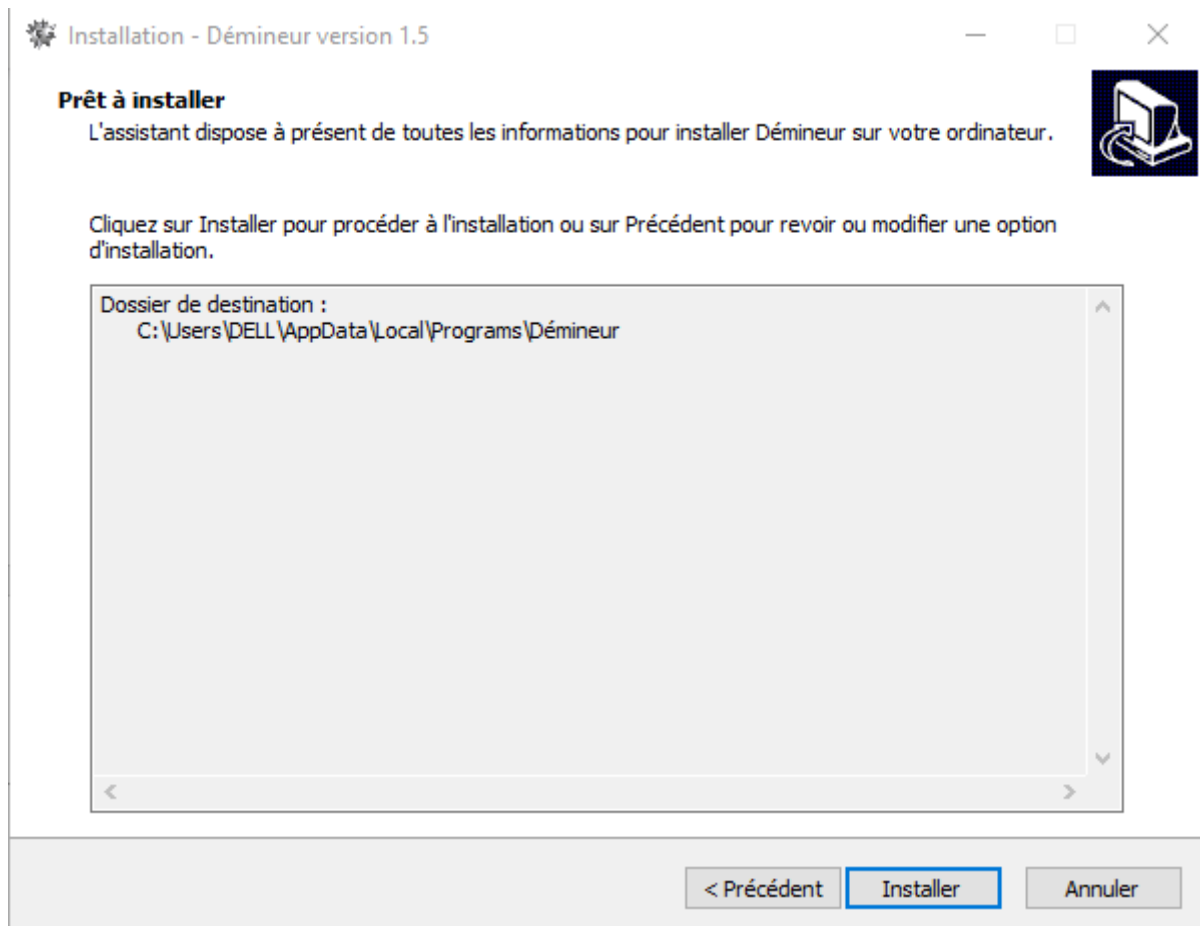 Installation - Démineur version 1.5
Prêt à installer
L'assistant dispose à présent de toutes les informations pour installer Démineur sur votre ordinateur.
Cliquez sur Installer pour procéder à l'installation ou sur Précédent pour revoir ou modifier une option
d'installation.
Dossier de destination :
C:\Users\DELL\AppData\Local\Programs\Démineur
< Précédent Installer Annuler